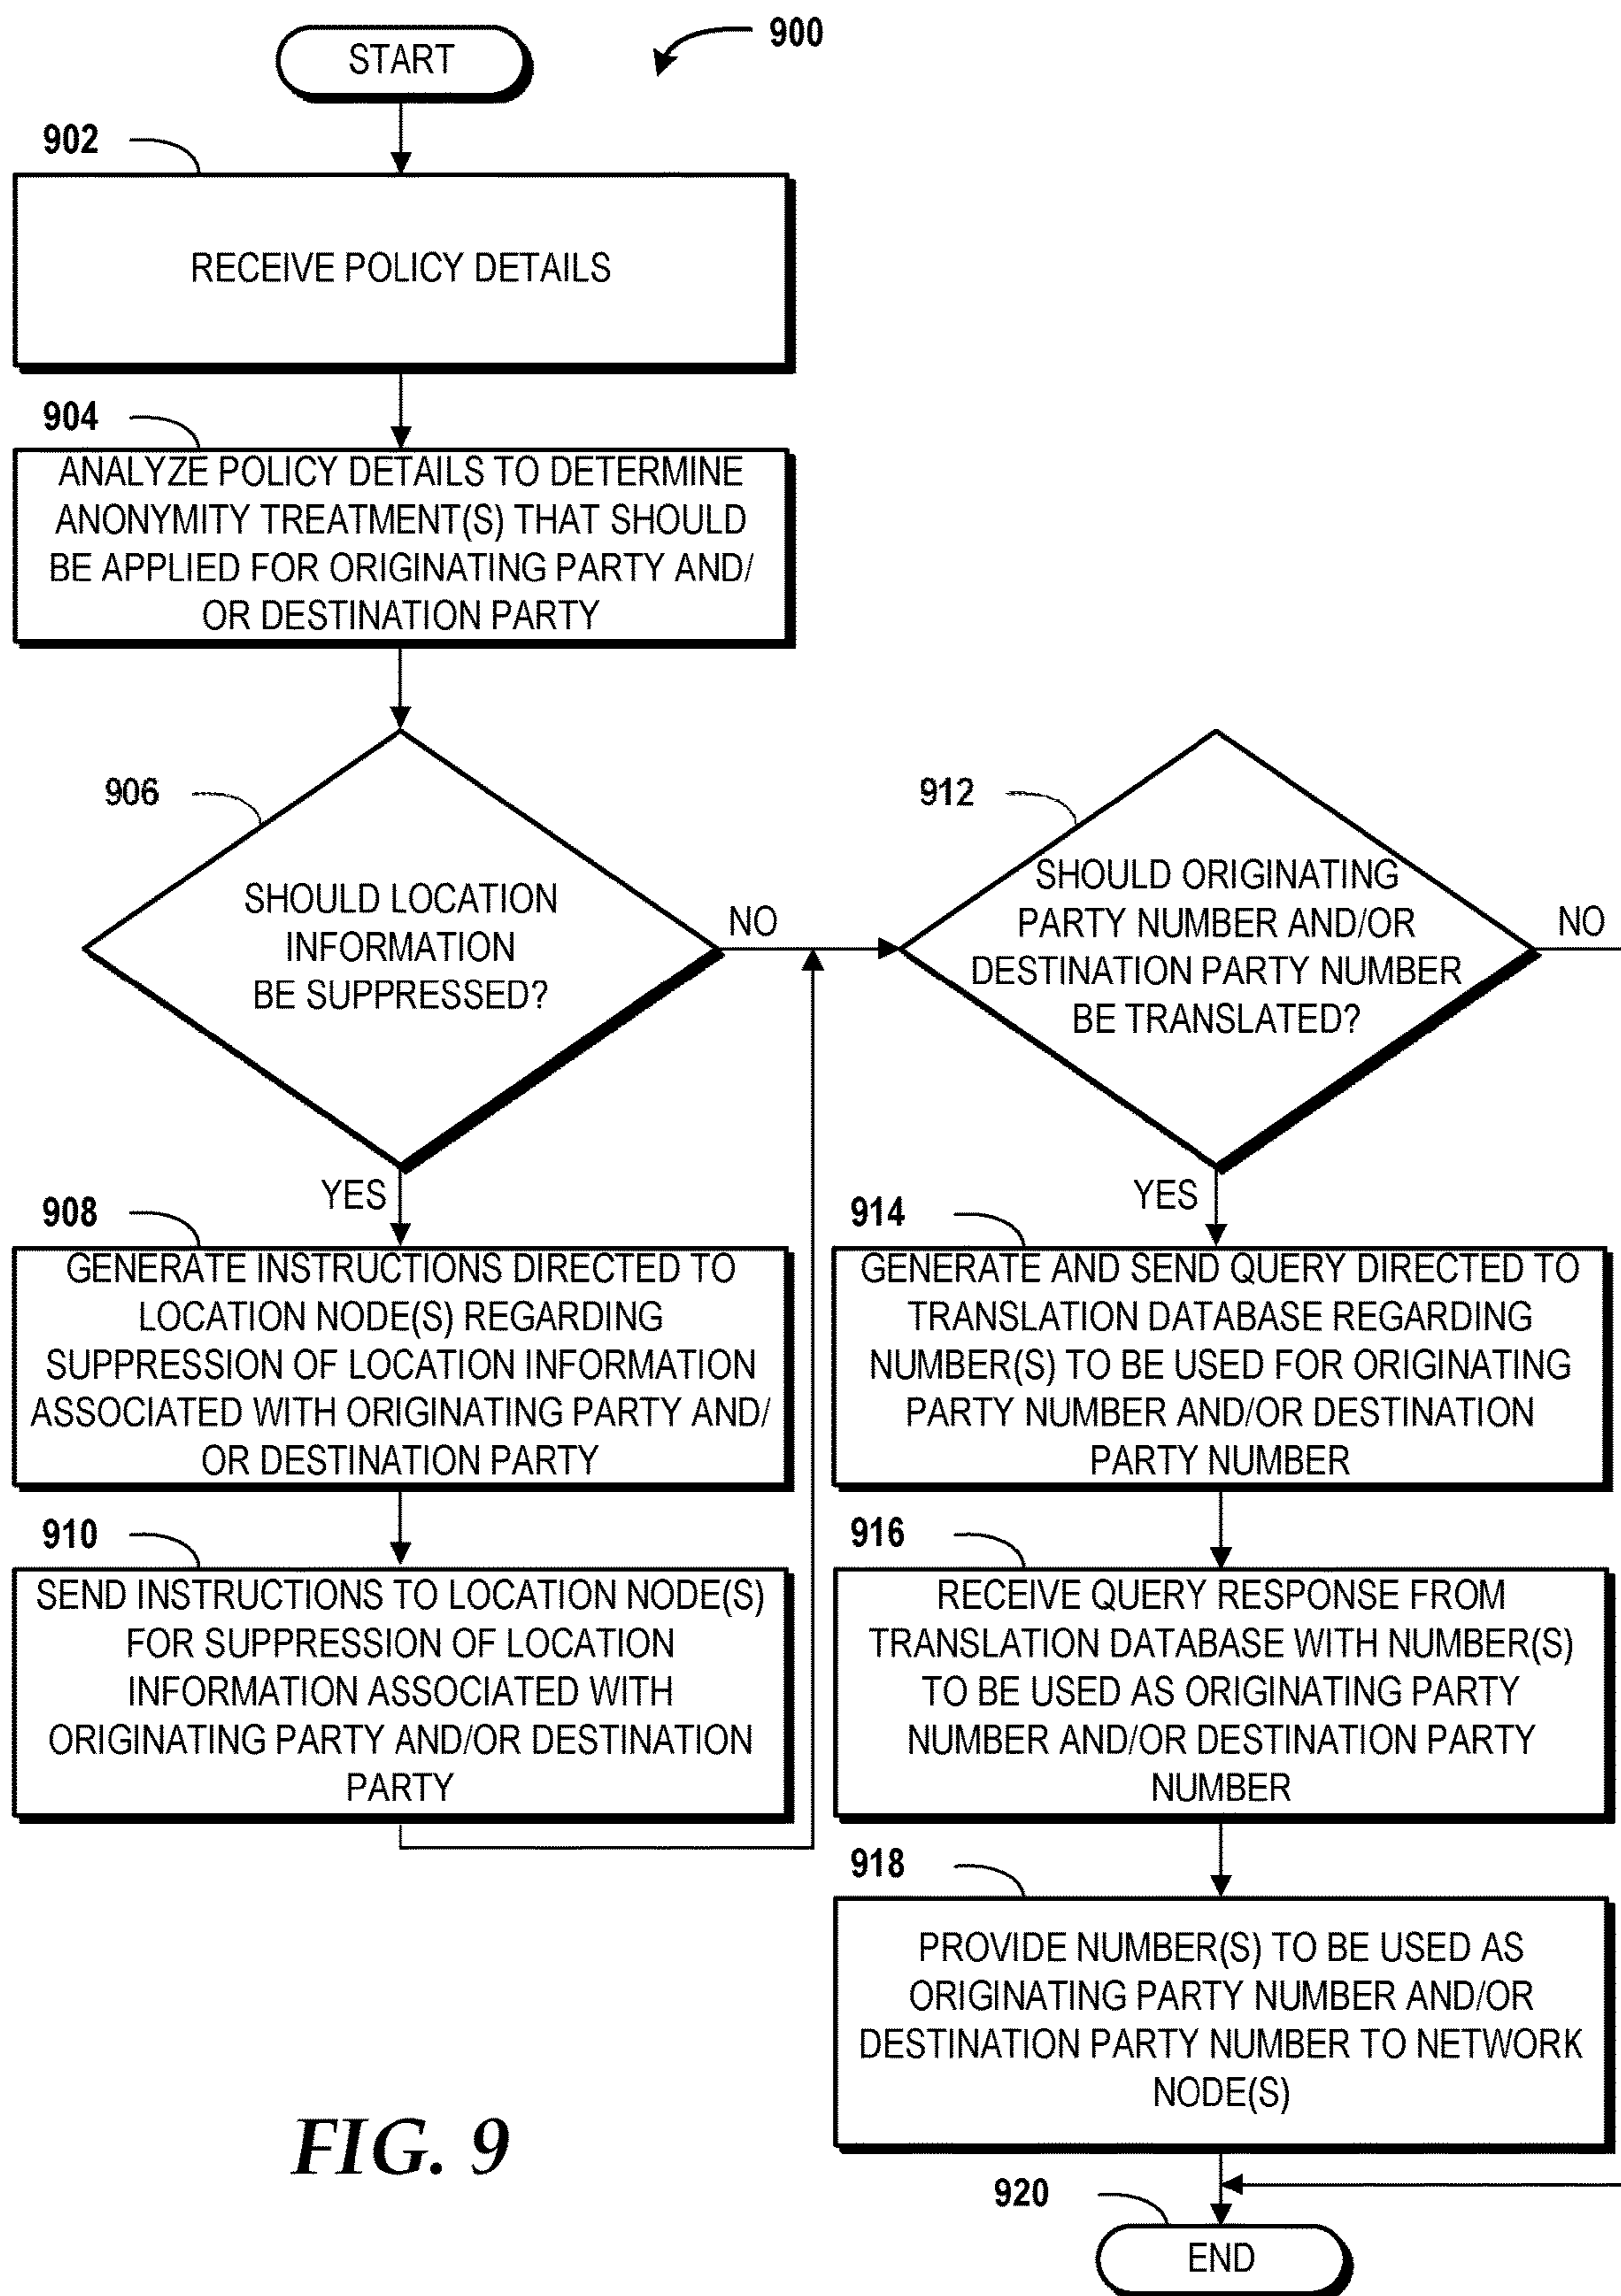 START
900
902
RECEIVE POLICY DETAILS
904
ANALYZE POLICY DETAILS TO DETERMINE
ANONYMITY TREATMENT(S) THAT SHOULD
BE APPLIED FOR ORIGINATING PARTY AND/
OR DESTINATION PARTY
906
SHOULD LOCATION
INFORMATION
BE SUPPRESSED?
NO
YES
908
GENERATE INSTRUCTIONS DIRECTED TO
LOCATION NODE(S) REGARDING
SUPPRESSION OF LOCATION INFORMATION
ASSOCIATED WITH ORIGINATING PARTY AND/
OR DESTINATION PARTY
910
SEND INSTRUCTIONS TO LOCATION NODE(S)
FOR SUPPRESSION OF LOCATION
INFORMATION ASSOCIATED WITH
ORIGINATING PARTY AND/OR DESTINATION
PARTY
912
SHOULD ORIGINATING
PARTY NUMBER AND/OR
DESTINATION PARTY NUMBER
BE TRANSLATED?
NO
YES
914
GENERATE AND SEND QUERY DIRECTED TO
TRANSLATION DATABASE REGARDING
NUMBER(S) TO BE USED FOR ORIGINATING
PARTY NUMBER AND/OR DESTINATION
PARTY NUMBER
916
RECEIVE QUERY RESPONSE FROM
TRANSLATION DATABASE WITH NUMBER(S)
TO BE USED AS ORIGINATING PARTY
NUMBER AND/OR DESTINATION PARTY
NUMBER
918
PROVIDE NUMBER(S) TO BE USED AS
ORIGINATING PARTY NUMBER AND/OR
DESTINATION PARTY NUMBER TO NETWORK
NODE(S)
920
END
FIG. 9